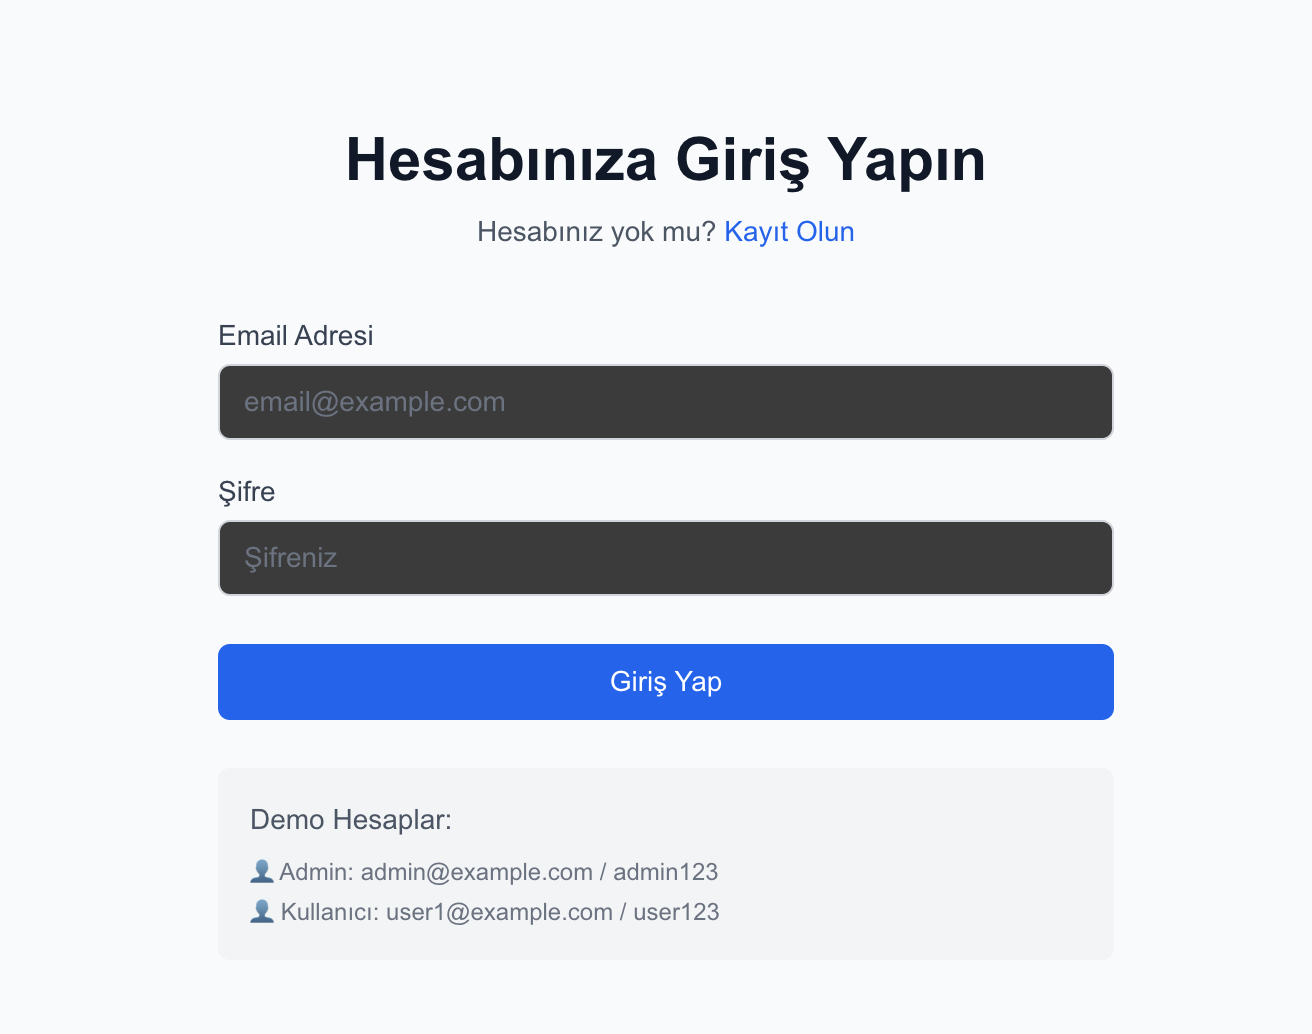 Hesabınıza Giriş Yapın
Hesabınız yok mu? Kayıt Olun
Email Adresi
email@example.com
Şifre
Şifreniz
Giriş Yap
Demo Hesaplar:
👤 Admin: admin@example.com / admin123
👤 Kullanıcı: user1@example.com / user123